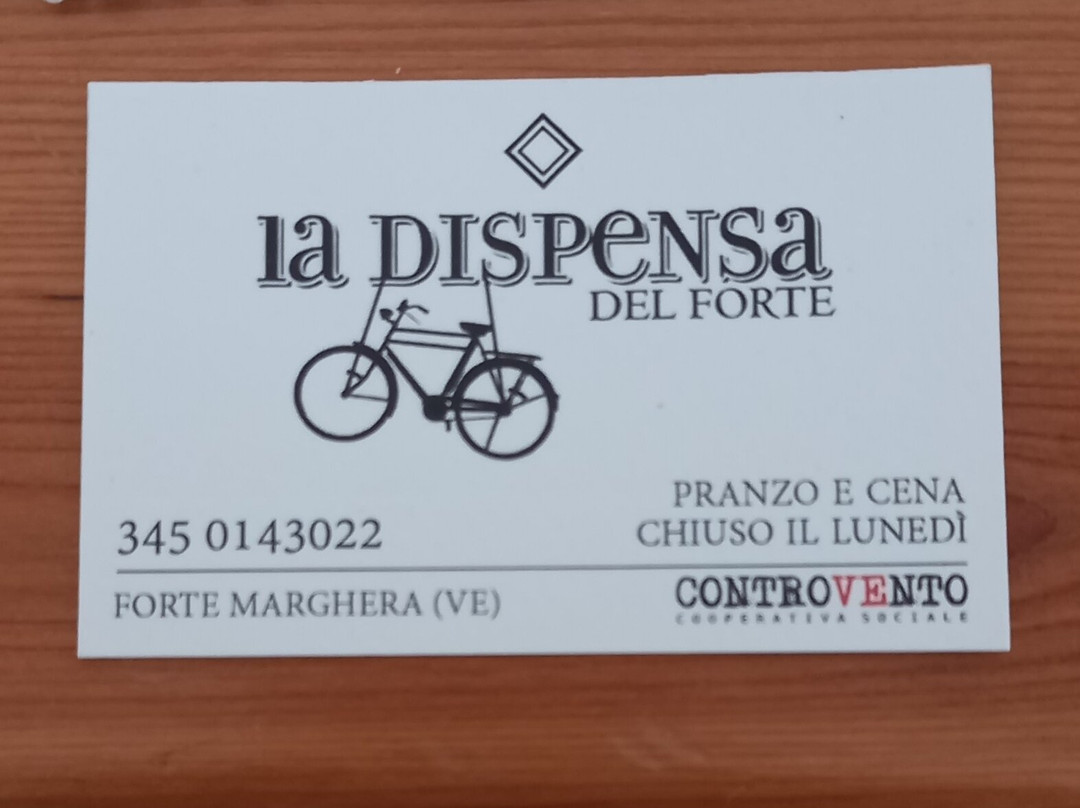 la DISPeNSa
DEL FORTE
PRANZO E CENA
CHIUSO IL LUNEDÌ
345 0143022
FORTE MARGHERA (VE)
CONTROVENTO
COOPERATIVA SOCIALE